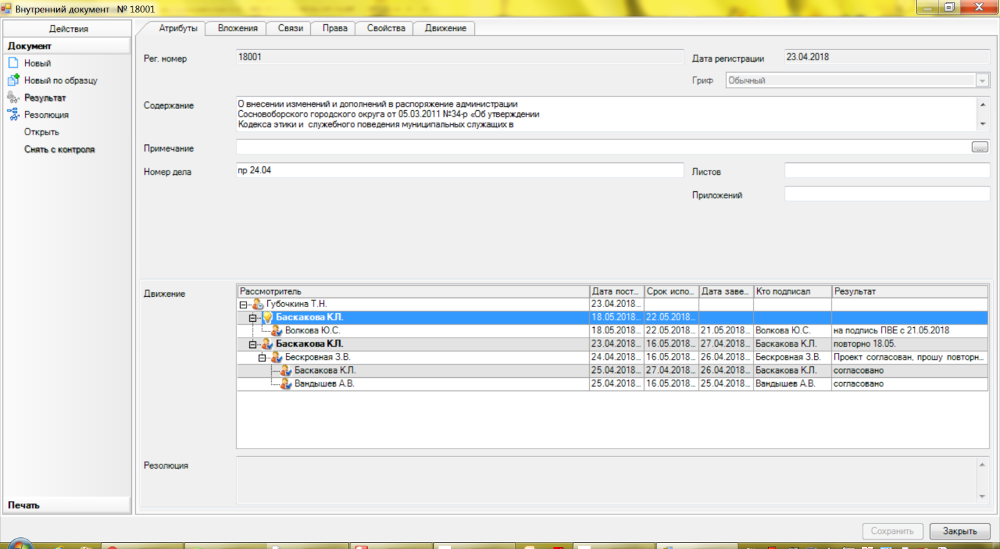 Внутренний документ № 18001
Действия
Документ
Новый
Новый по образцу
Результат
Резолюция
Открыть
Снять с контроля
Печать
Атрибуты Вложения Связи Права Свойства Движение
Рег. номер 18001 Дата регистрации 23.04.2018
Гриф Обычный
Содержание О внесении изменений и дополнений в распоряжение администрации
Сосновоборского городского округа от 05.03.2011 №34-р «Об утверждении
Кодекса этики и служебного поведения муниципальных служащих в
Примечание ...
Номер дела пр 24.04 Листов
Приложений
Движение
Рассмотритель Дата пост... Срок испо... Дата заве... Кто подписал Результат
Губочкина Т.Н. 23.04.2018...
Баскакова К.Л. 18.05.2018... 22.05.2018...
Волкова Ю.С. 18.05.2018... 22.05.2018... 21.05.2018... Волкова Ю.С. на подпись ПВЕ с 21.05.2018
Баскакова К.Л. 23.04.2018... 16.05.2018... 27.04.2018... Баскакова К.Л. повторно 18.05.
Бескровная З.В. 24.04.2018... 16.05.2018... 26.04.2018... Бескровная З.В. Проект согласован, прошу повторн...
Баскакова К.Л. 25.04.2018... 27.04.2018... 26.04.2018... Баскакова К.Л. согласовано
Вандышев А.В. 25.04.2018... 16.05.2018... 25.04.2018... Вандышев А.В. согласовано
Резолюция
Сохранить Закрыть